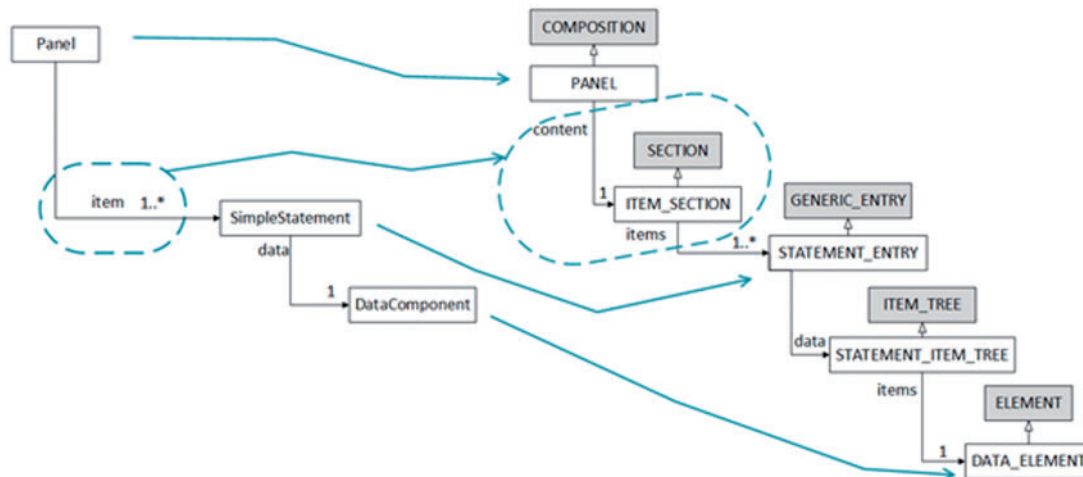 COMPOSITION
Panel
PANEL
content
SECTION
1
ITEM_SECTION
item 1..*
SimpleStatement
items
1..*
GENERIC_ENTRY
STATEMENT_ENTRY
data
1
DataComponent
ITEM_TREE
data
STATEMENT_ITEM_TREE
items
ELEMENT
1
DATA_ELEMENT